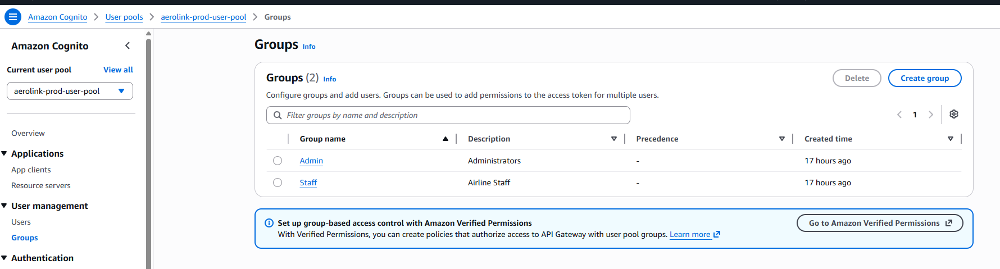 Amazon Cognito > User pools > aerolink-prod-user-pool > Groups
Amazon Cognito
Current user pool View all
aerolink-prod-user-pool
Overview
Applications
App clients
Resource servers
User management
Users
Groups
Authentication
Groups Info
Groups (2) Info
Delete Create group
Configure groups and add users. Groups can be used to add permissions to the access token for multiple users.
Filter groups by name and description
1
Group name Description Precedence Created time
Admin Administrators - 17 hours ago
Staff Airline Staff - 17 hours ago
Set up group-based access control with Amazon Verified Permissions
With Verified Permissions, you can create policies that authorize access to API Gateway with user pool groups. Learn more
Go to Amazon Verified Permissions